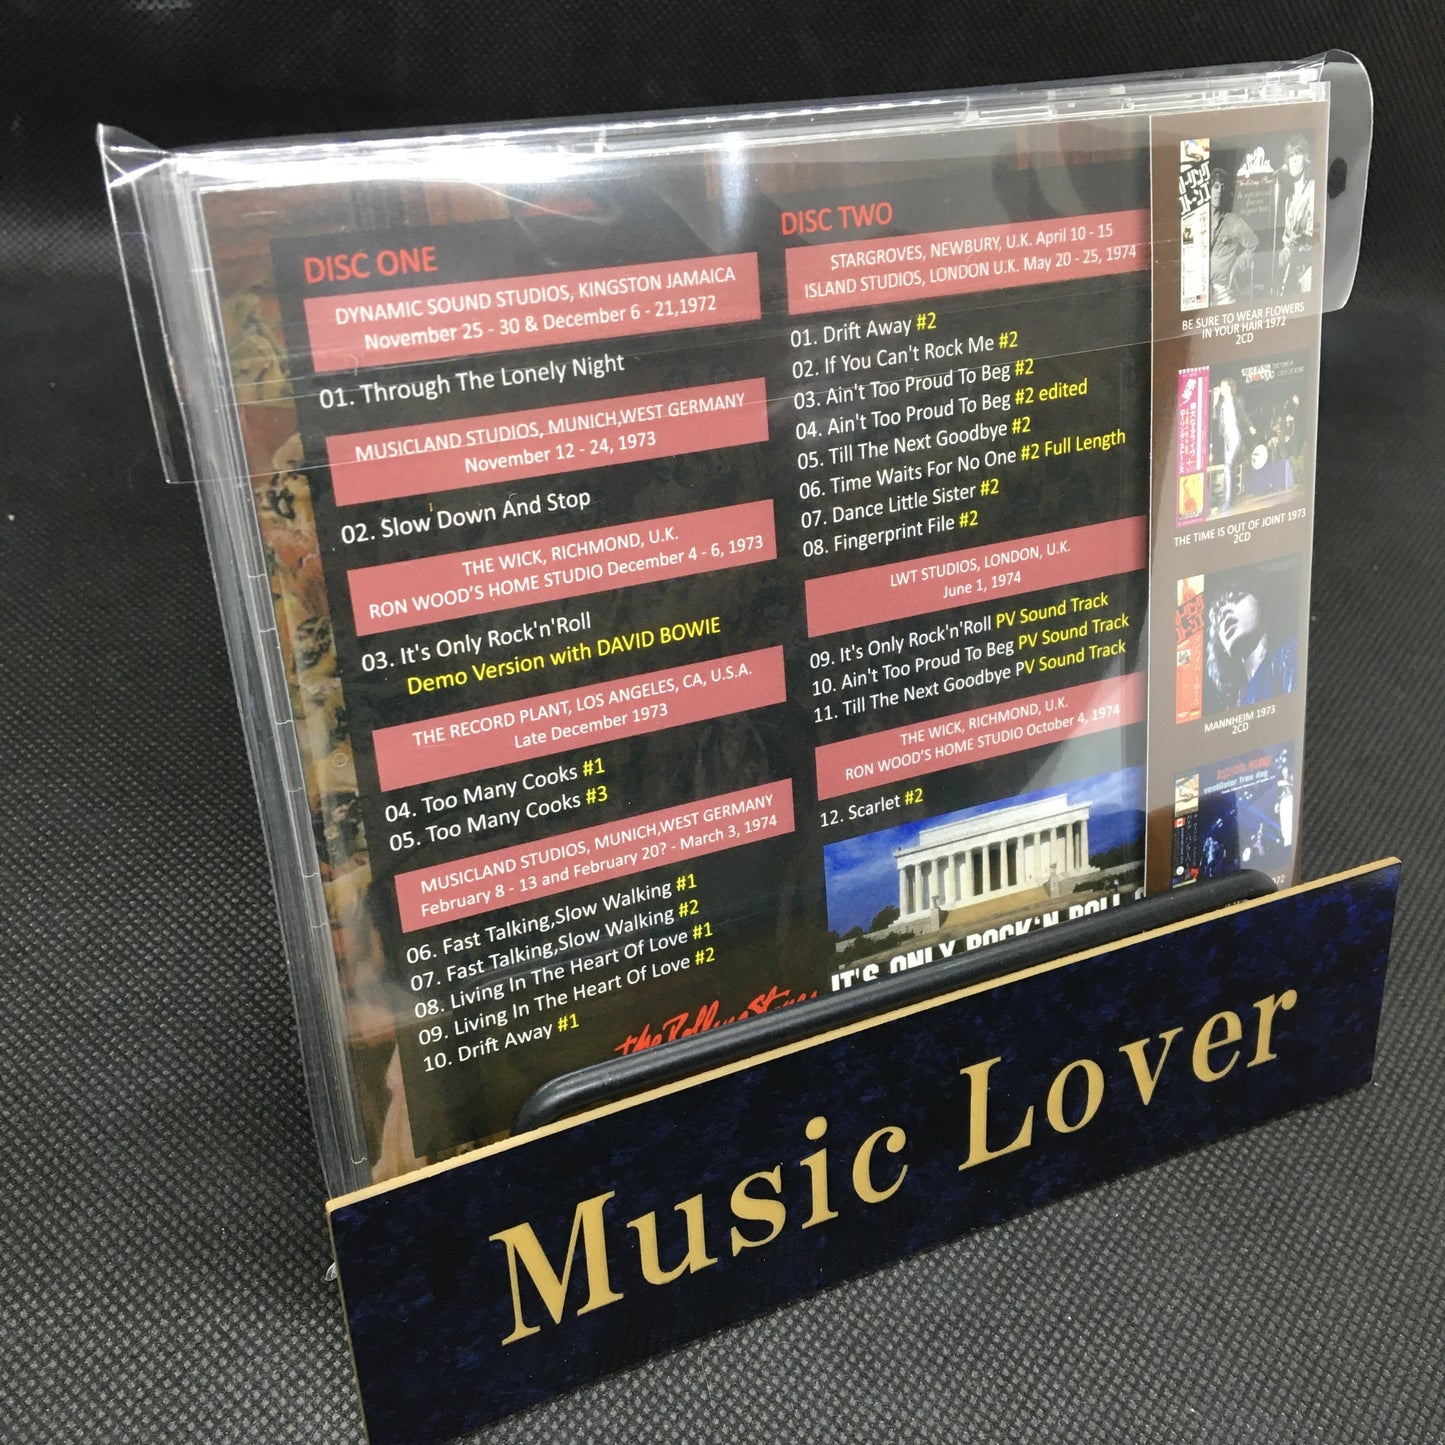 DISC ONE
DYNAMIC SOUND STUDIOS, KINGSTON JAMAICA
November 25 - 30 & December 6 - 21,1972
01. Through The Lonely Night
MUSICLAND STUDIOS, MUNICH,WEST GERMANY
November 12 - 24, 1973
02. Slow Down And Stop
THE WICK, RICHMOND, U.K.
RON WOOD'S HOME STUDIO December 4 - 6, 1973
03. It's Only Rock'n'Roll
Demo Version with DAVID BOWIE
THE RECORD PLANT, LOS ANGELES, CA, U.S.A.
Late December 1973
04. Too Many Cooks #1
05. Too Many Cooks #3
MUSICLAND STUDIOS, MUNICH,WEST GERMANY
February 8 - 13 and February 20? - March 3, 1974
06. Fast Talking,Slow Walking #1
07. Fast Talking,Slow Walking #2
08. Living In The Heart Of Love #1
09. Living In The Heart Of Love #2
10. Drift Away #1
DISC TWO
STARGROVES, NEWBURY, U.K. April 10 - 15
ISLAND STUDIOS, LONDON U.K. May 20 - 25, 1974
01. Drift Away #2
02. If You Can't Rock Me #2
03. Ain't Too Proud To Beg #2
04. Ain't Too Proud To Beg #2 edited
05. Till The Next Goodbye #2
06. Time Waits For No One #2 Full Length
07. Dance Little Sister #2
08. Fingerprint File #2
LWT STUDIOS, LONDON, U.K.
June 1, 1974
09. It's Only Rock'n'Roll PV Sound Track
10. Ain't Too Proud To Beg PV Sound Track
11. Till The Next Goodbye PV Sound Track
THE WICK, RICHMOND, U.K.
RON WOOD'S HOME STUDIO October 4, 1974
12. Scarlet #2
the Rolling Stones
IT'S ONLY ROCK'N ROLL
1972
BE SURE TO WEAR FLOWERS
IN YOUR HAIR 1972
2CD
THE TIME IS OUT OF JOINT 1973
2CD
MANNHEIM 1973
2CD
ventilator free day
Music Lover